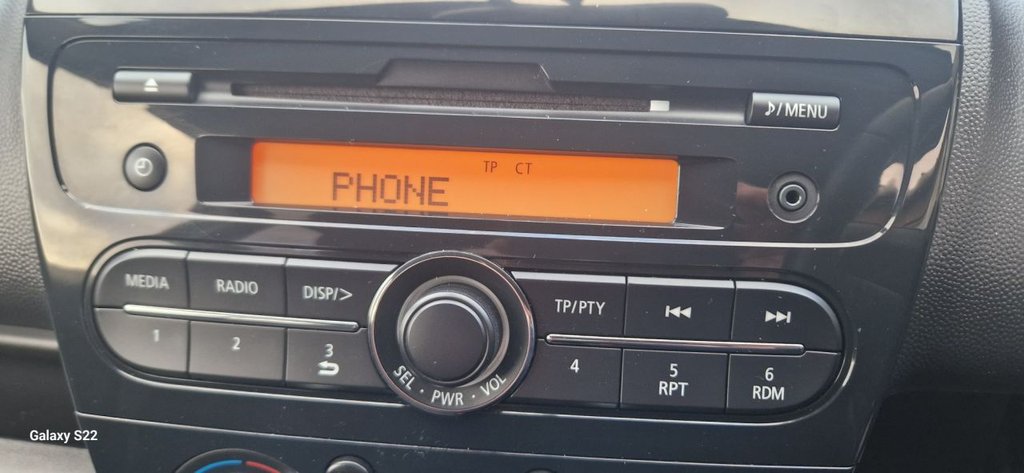 ♪/MENU
TP CT
PHONE
MEDIA RADIO DISP/> TP/PTY
1 2 3 4 5 6
RPT RDM
SEL · PWR · VOL
Galaxy S22